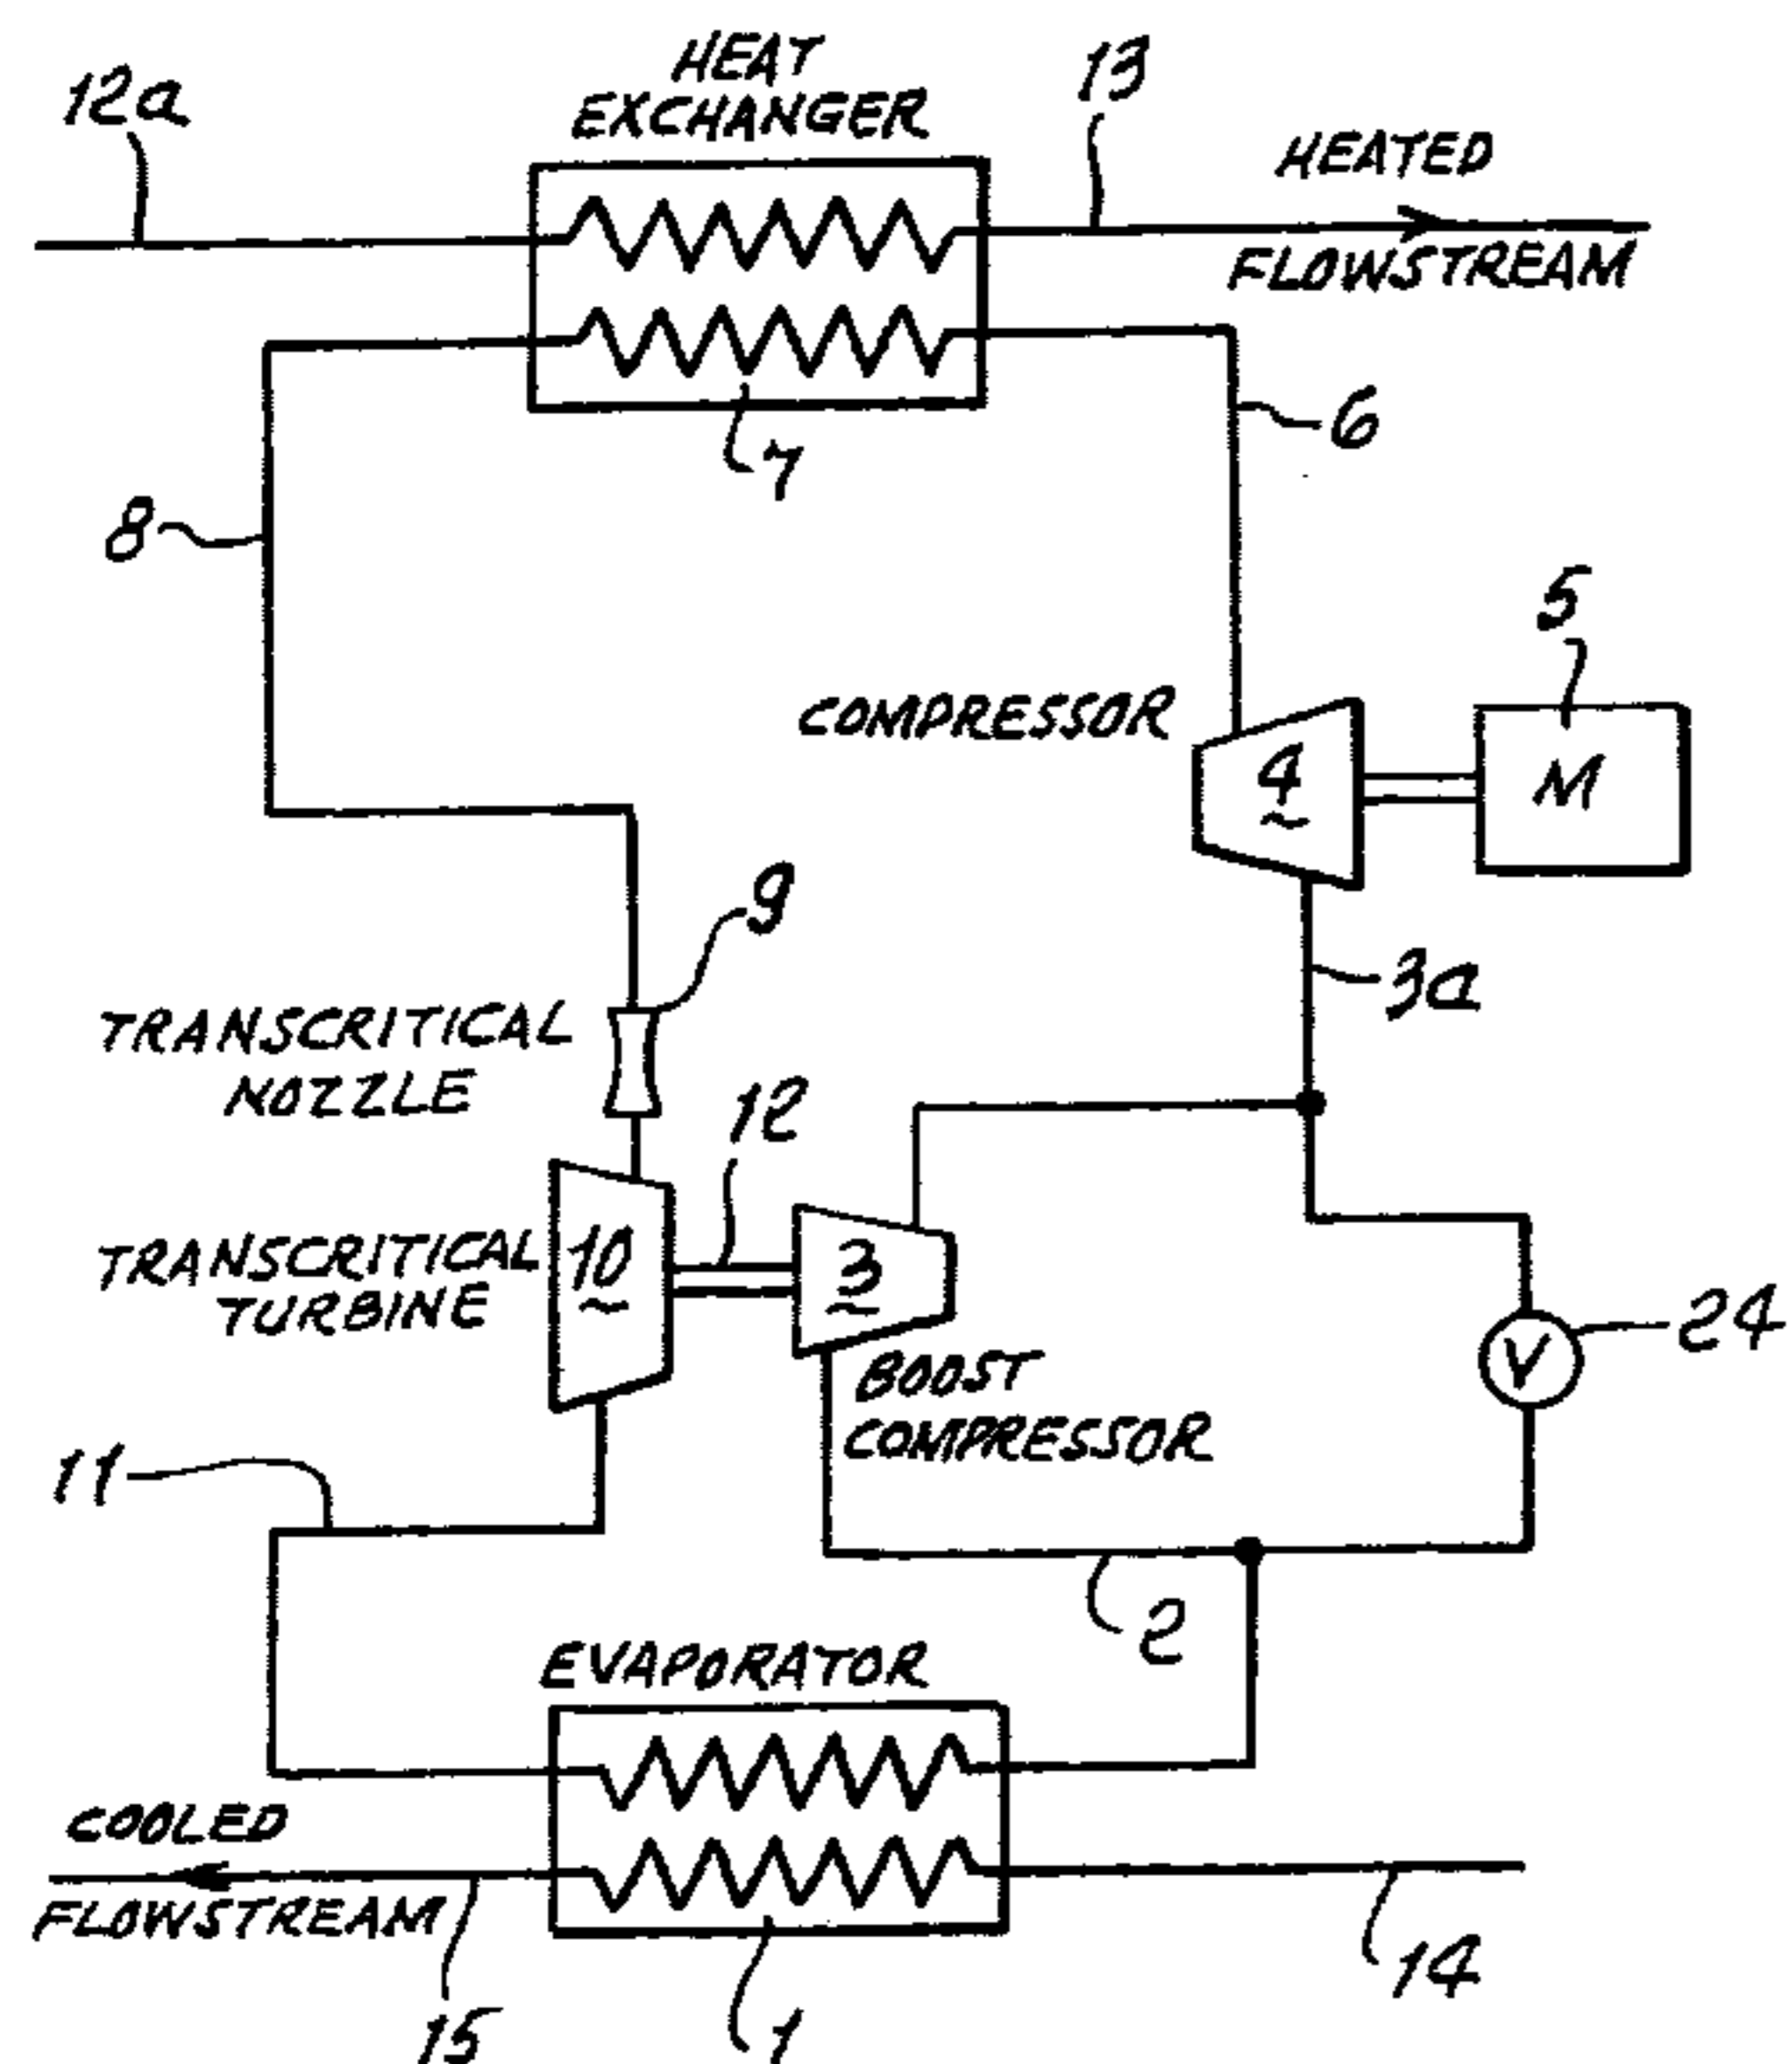 12a
HEAT
EXCHANGER
13
HEATED
FLOWSTREAM
7
6
8
5
COMPRESSOR
4
M
9
3a
TRANSCRITICAL
NOZZLE
12
TRANSCRITICAL
TURBINE
10
3
24
V
BOOST
COMPRESSOR
11
2
EVAPORATOR
COOLED
FLOWSTREAM
14
15
1